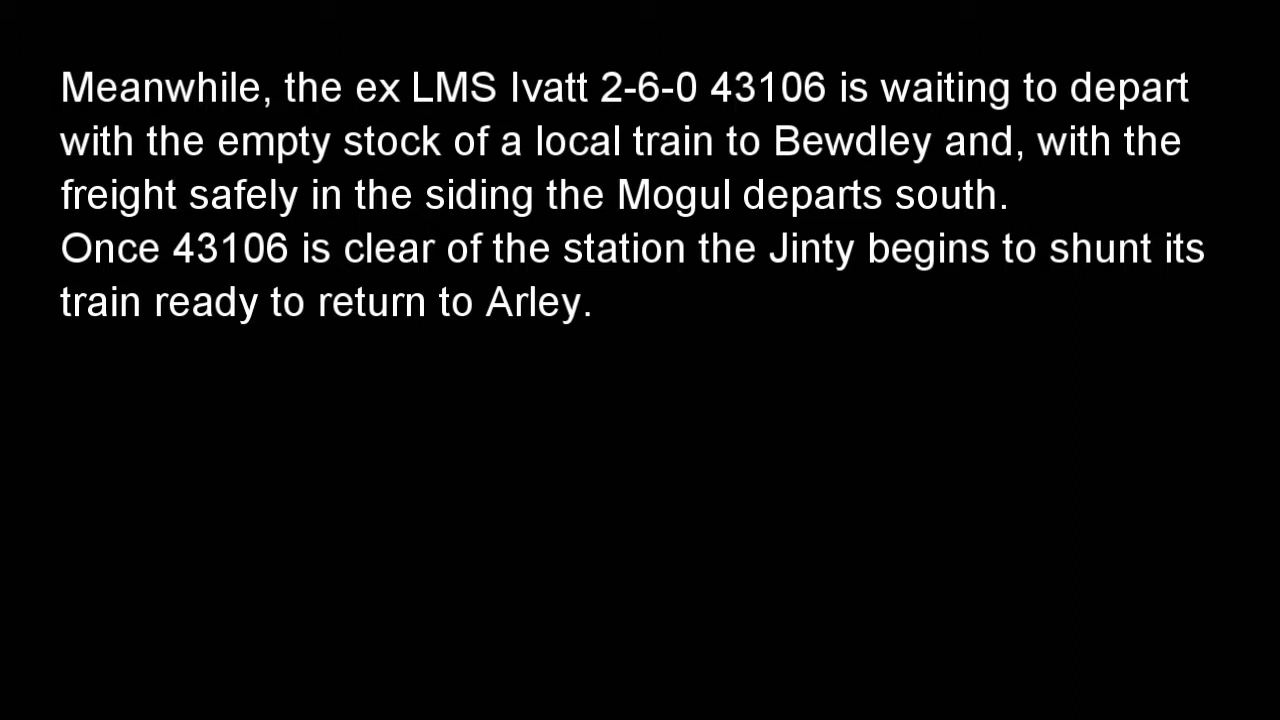 Meanwhile, the ex LMS Ivatt 2-6-0 43106 is waiting to depart
with the empty stock of a local train to Bewdley and, with the
freight safely in the siding the Mogul departs south.
Once 43106 is clear of the station the Jinty begins to shunt its
train ready to return to Arley.